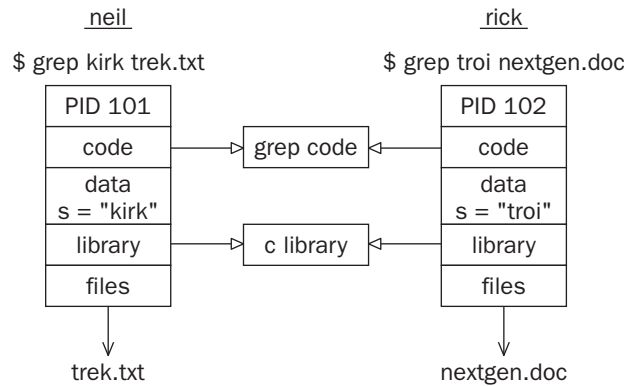 neil
$ grep kirk trek.txt
PID 101
code
data
s = "kirk"
library
files
trek.txt
grep code
c library
rick
$ grep troi nextgen.doc
PID 102
code
data
s = "troi"
library
files
nextgen.doc